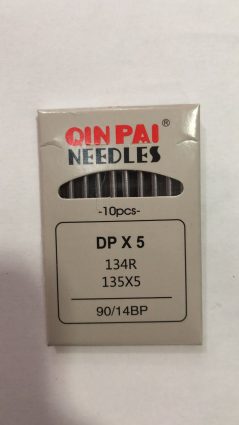 QIN PAI ®
NEEDLES
-10pcs-
DP X 5
134R
135X5
90/14BP